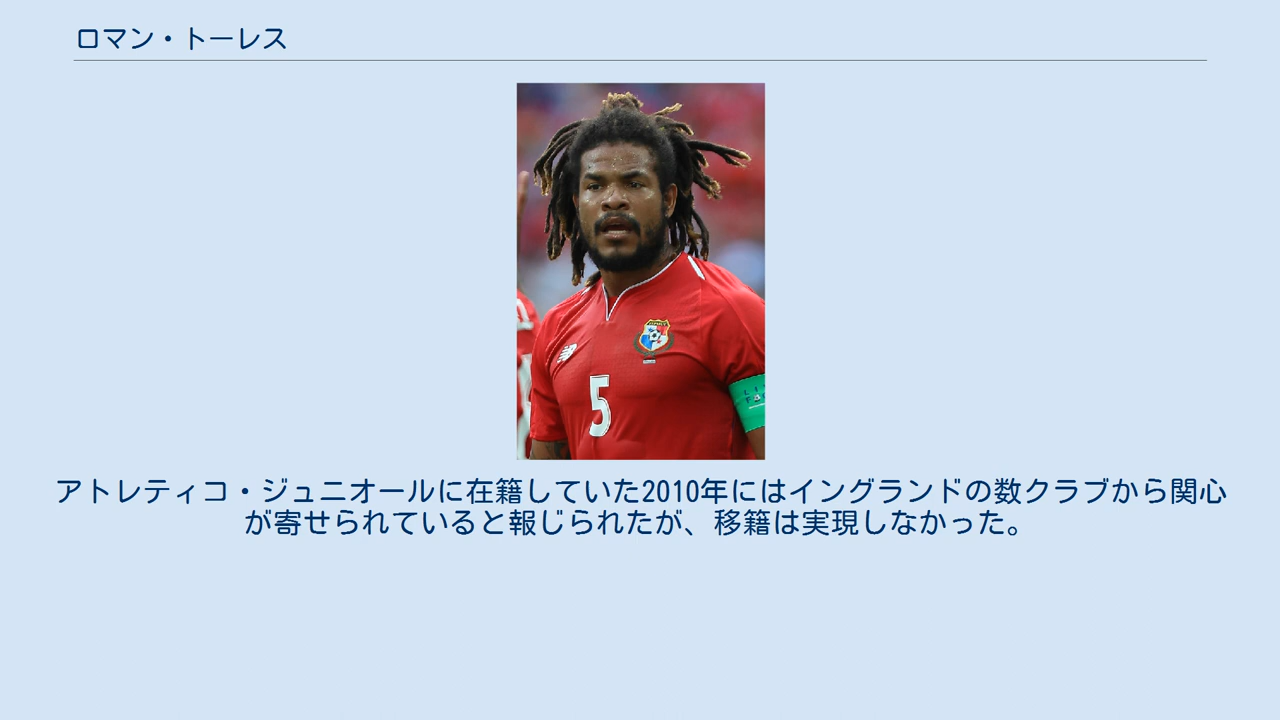 ロマン・トーレス
5
アトレティコ・ジュニオールに在籍していた2010年にはイングランドの数クラブから関心
が寄せられていると報じられたが、移籍は実現しなかった。